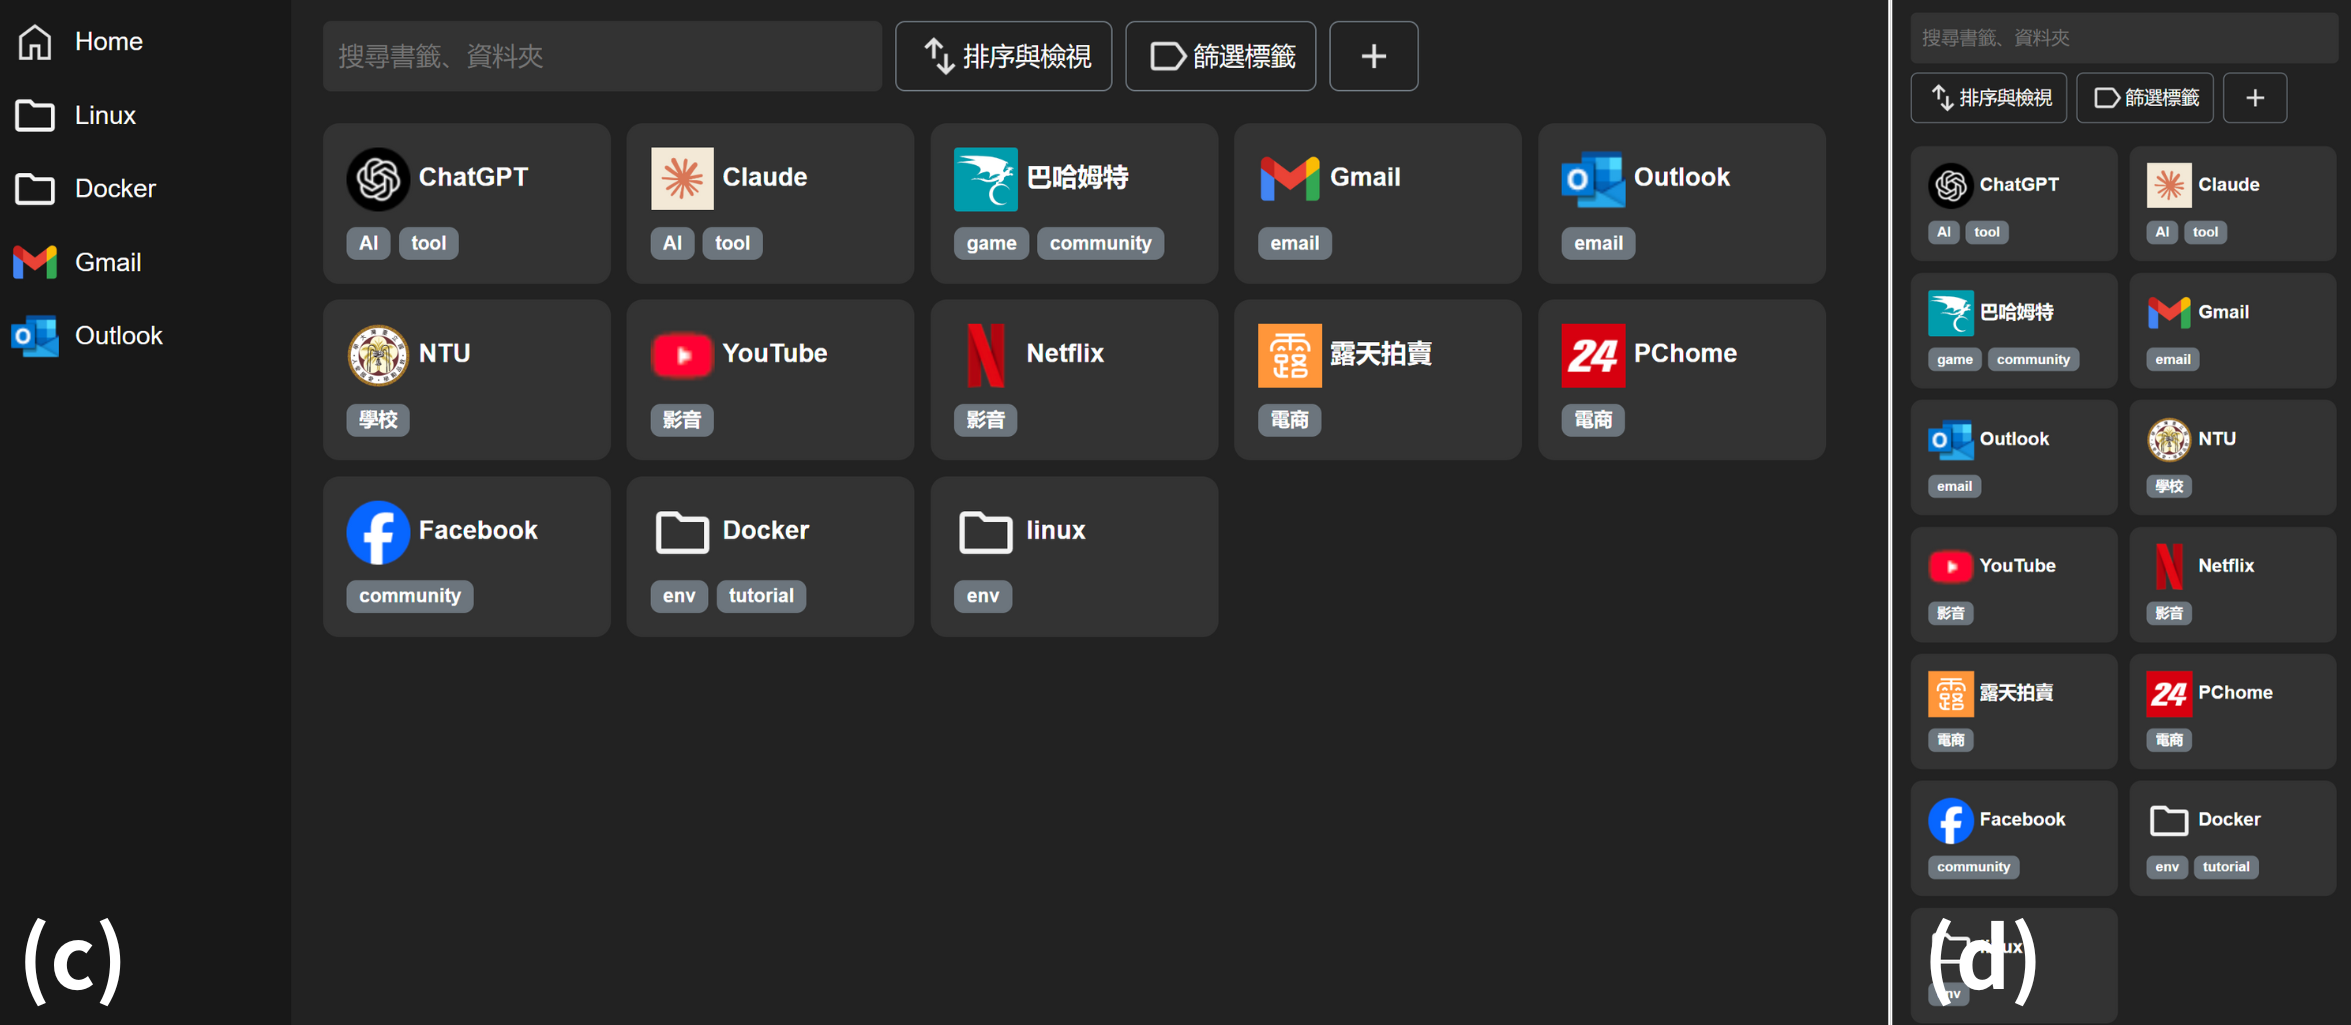 Home
Linux
Docker
Gmail
Outlook
搜尋書籤、資料夾
排序與檢視
篩選標籤
+
ChatGPT
AI tool
Claude
AI tool
巴哈姆特
game community
Gmail
email
Outlook
email
NTU
學校
YouTube
影音
Netflix
影音
露
露天拍賣
電商
24
PChome
電商
Facebook
community
Docker
env tutorial
linux
env
(c)
搜尋書籤、資料夾
排序與檢視
篩選標籤
+
ChatGPT
AI tool
Claude
AI tool
巴哈姆特
game community
Gmail
email
Outlook
email
NTU
學校
YouTube
影音
Netflix
影音
露
露天拍賣
電商
24
PChome
電商
Facebook
community
Docker
env tutorial
(d)